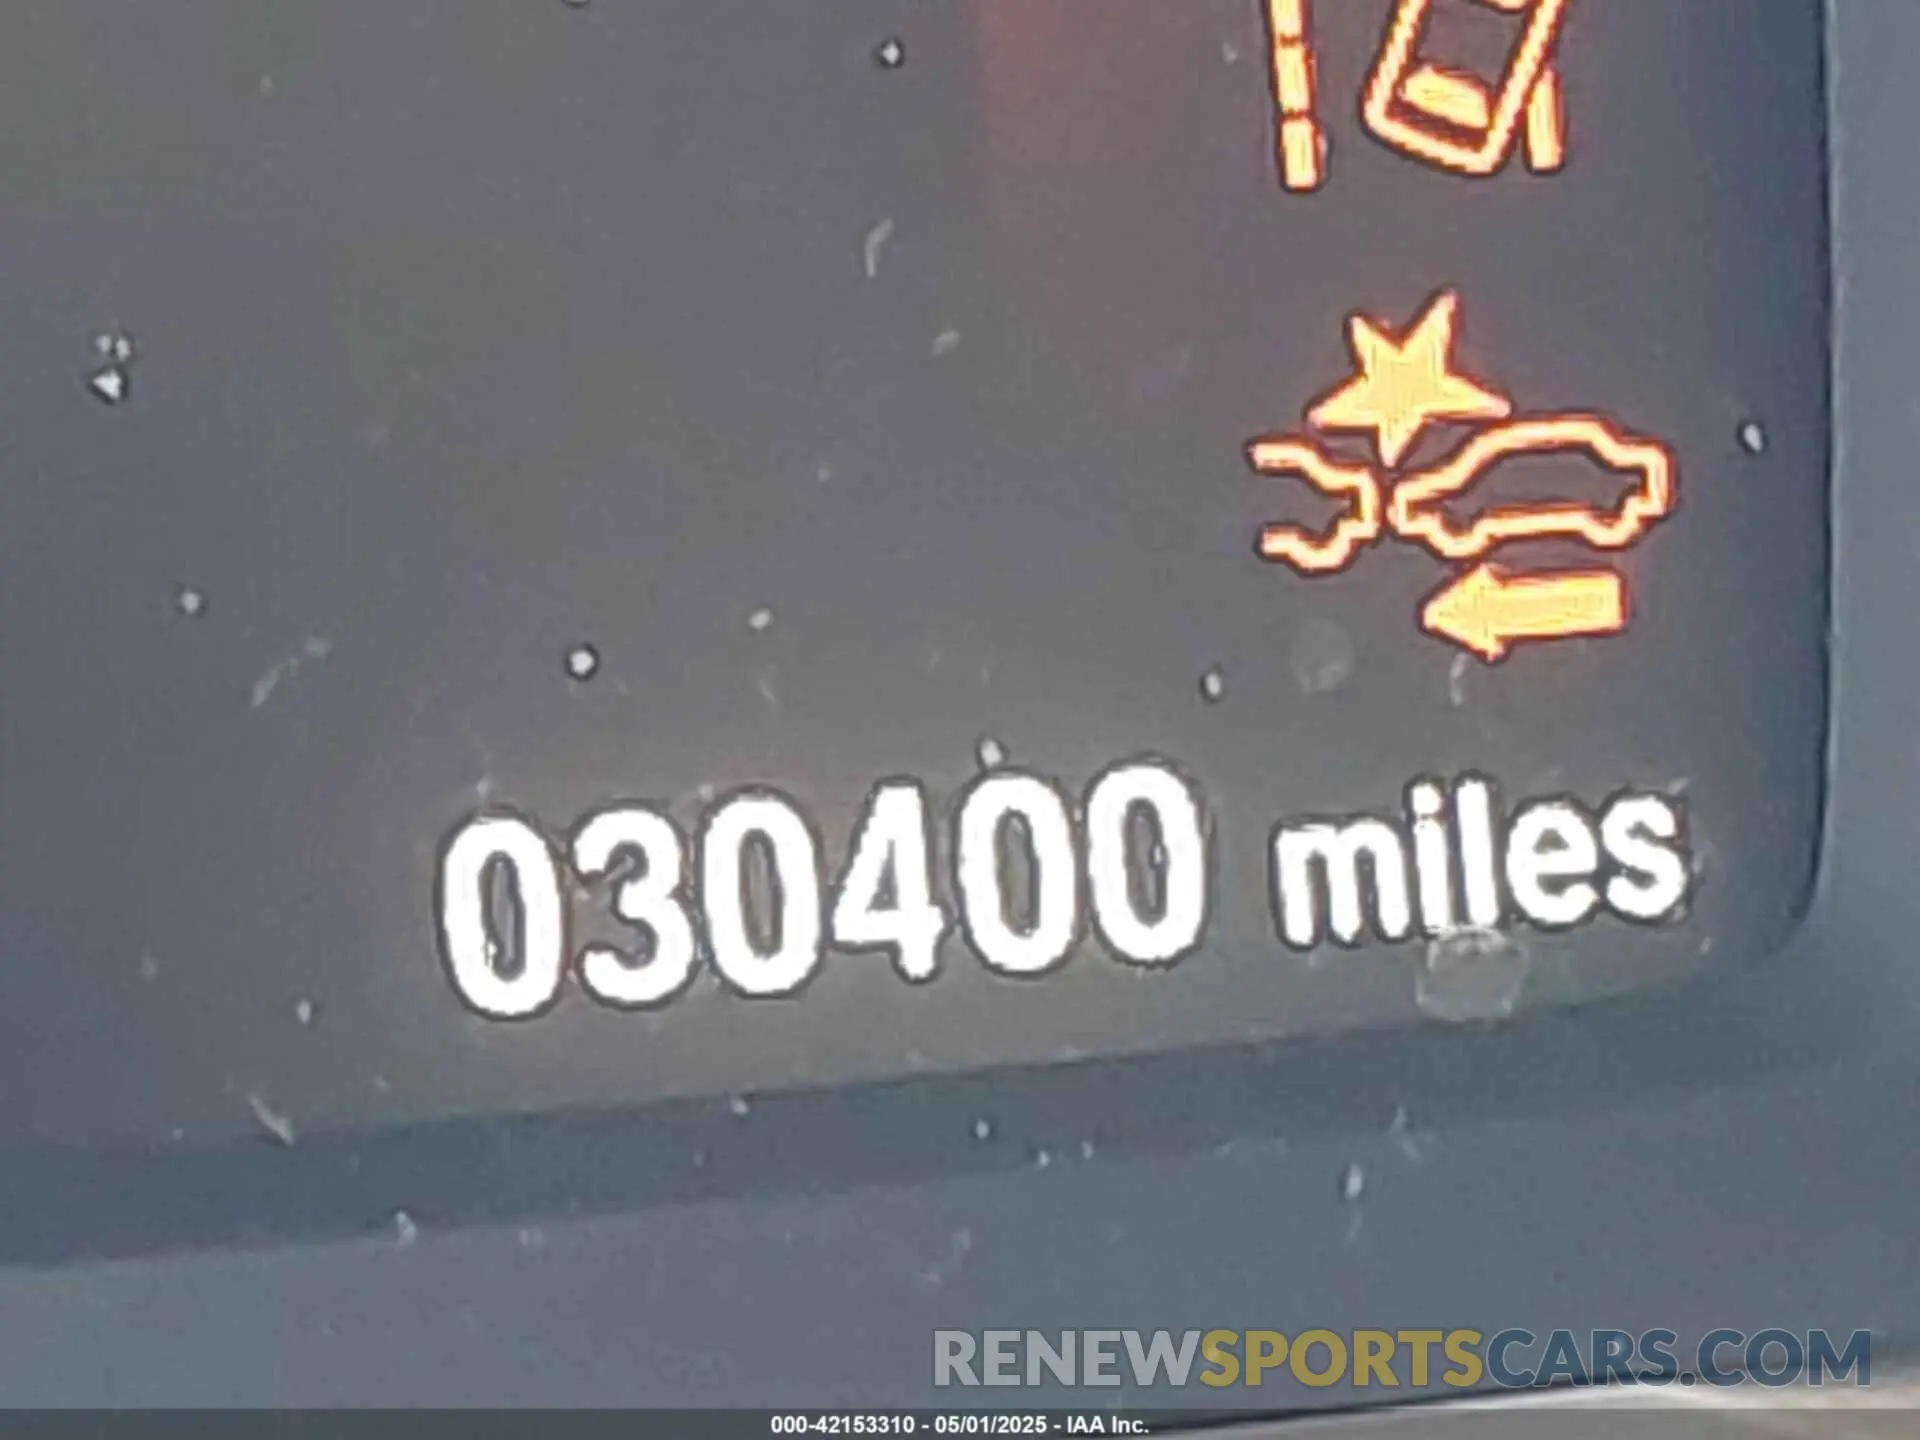 030400 miles
RENEWSPORTSCARS.COM
000-42153310 - 05/01/2025 - IAA Inc.